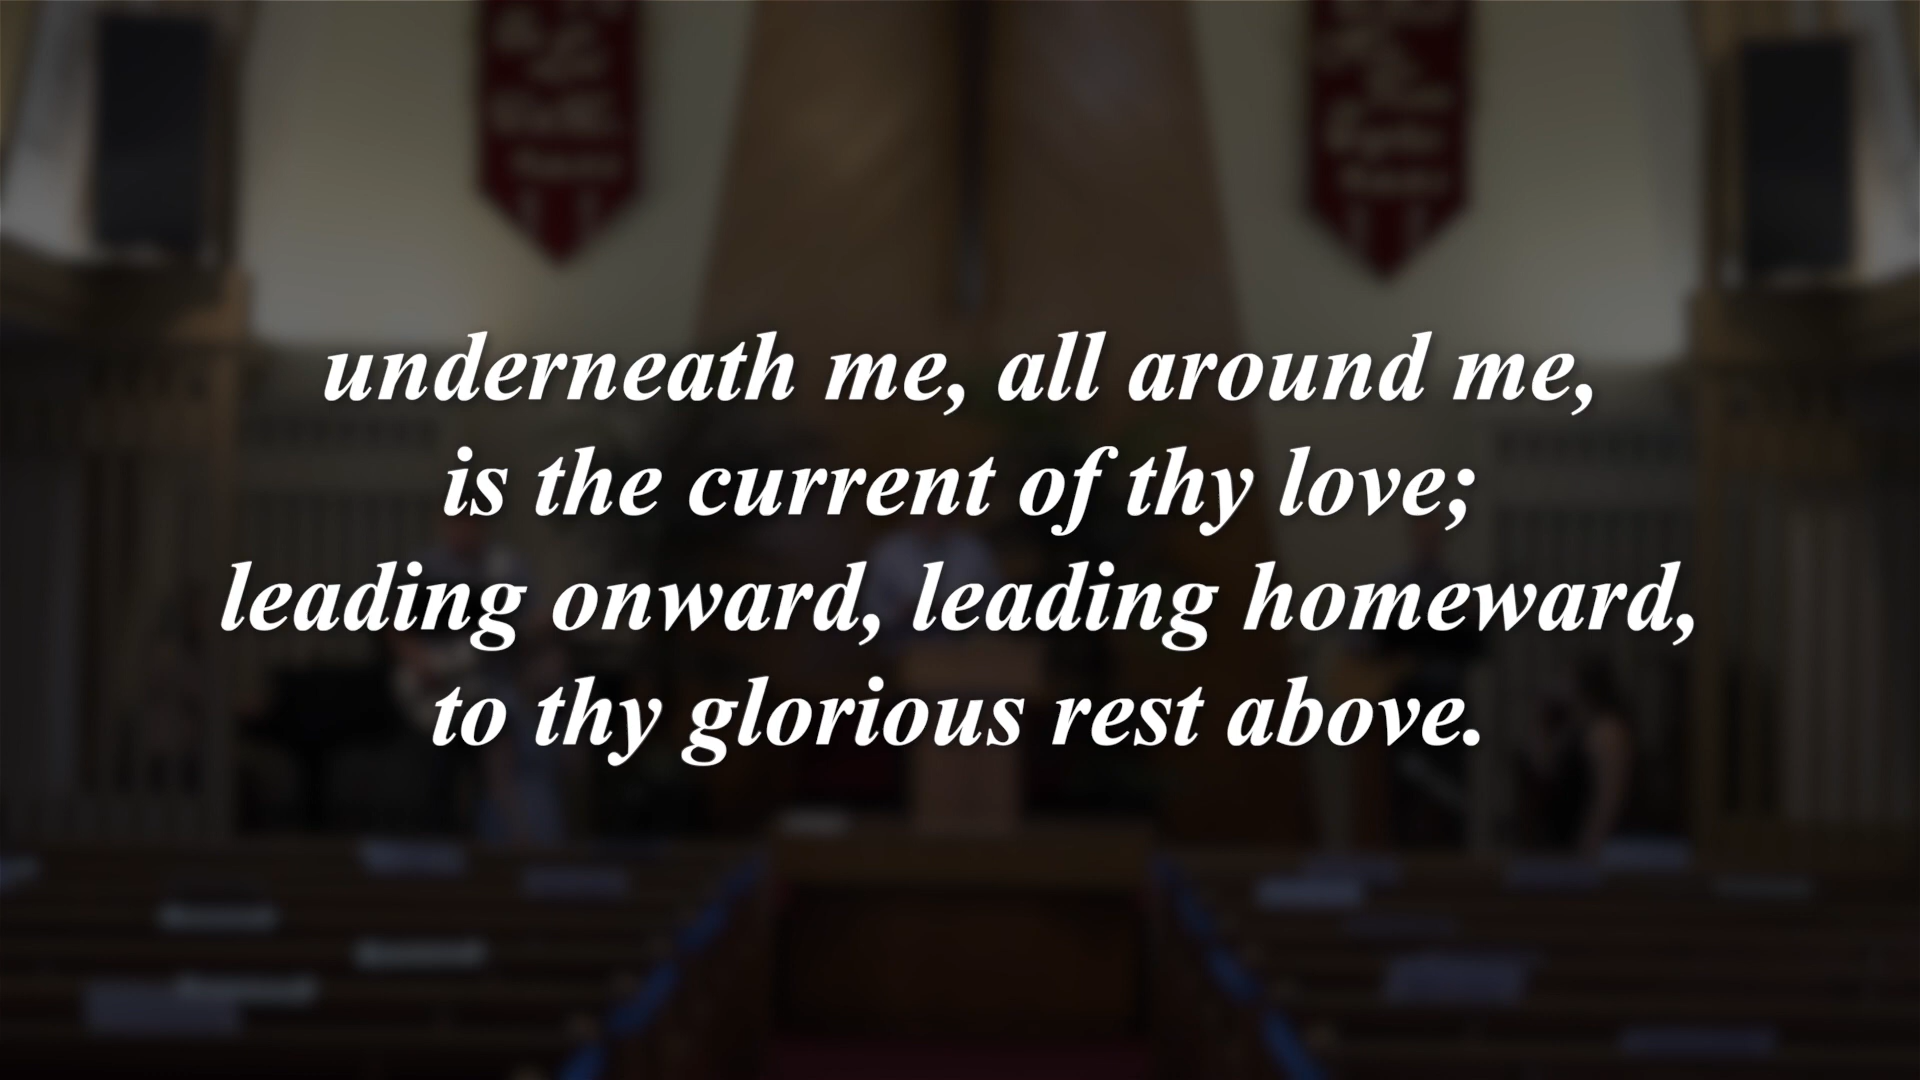 underneath me, all around me,
is the current of thy love;
leading onward, leading homeward,
to thy glorious rest above.